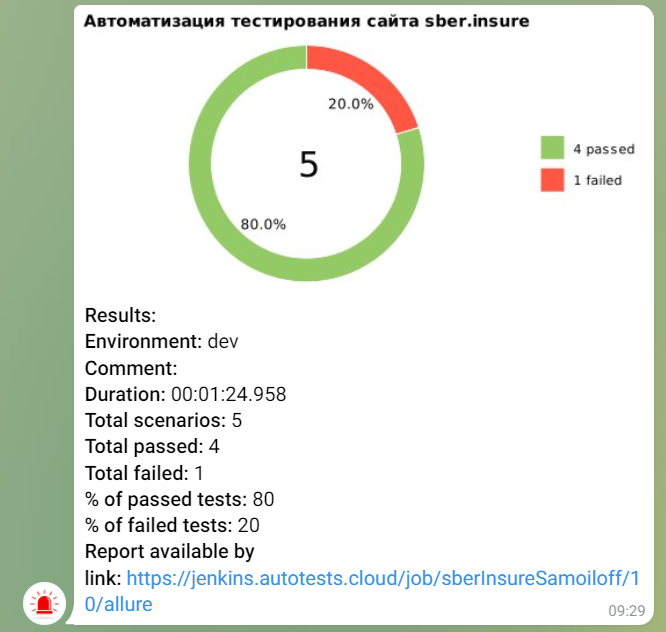 Автоматизация тестирования сайта sber.insure
20.0%
5
80.0%
4 passed
1 failed
Results:
Environment: dev
Comment:
Duration: 00:01:24.958
Total scenarios: 5
Total passed: 4
Total failed: 1
% of passed tests: 80
% of failed tests: 20
Report available by
link: https://jenkins.autotests.cloud/job/sberInsureSamoiloff/1
0/allure
09:29